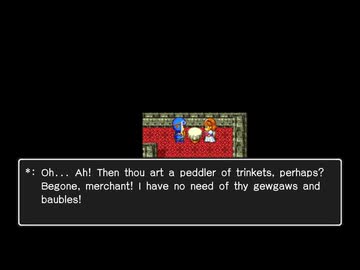 *: Oh... Ah! Then thou art a peddler of trinkets, perhaps?
Begone, merchant! I have no need of thy gewgaws and
baubles!